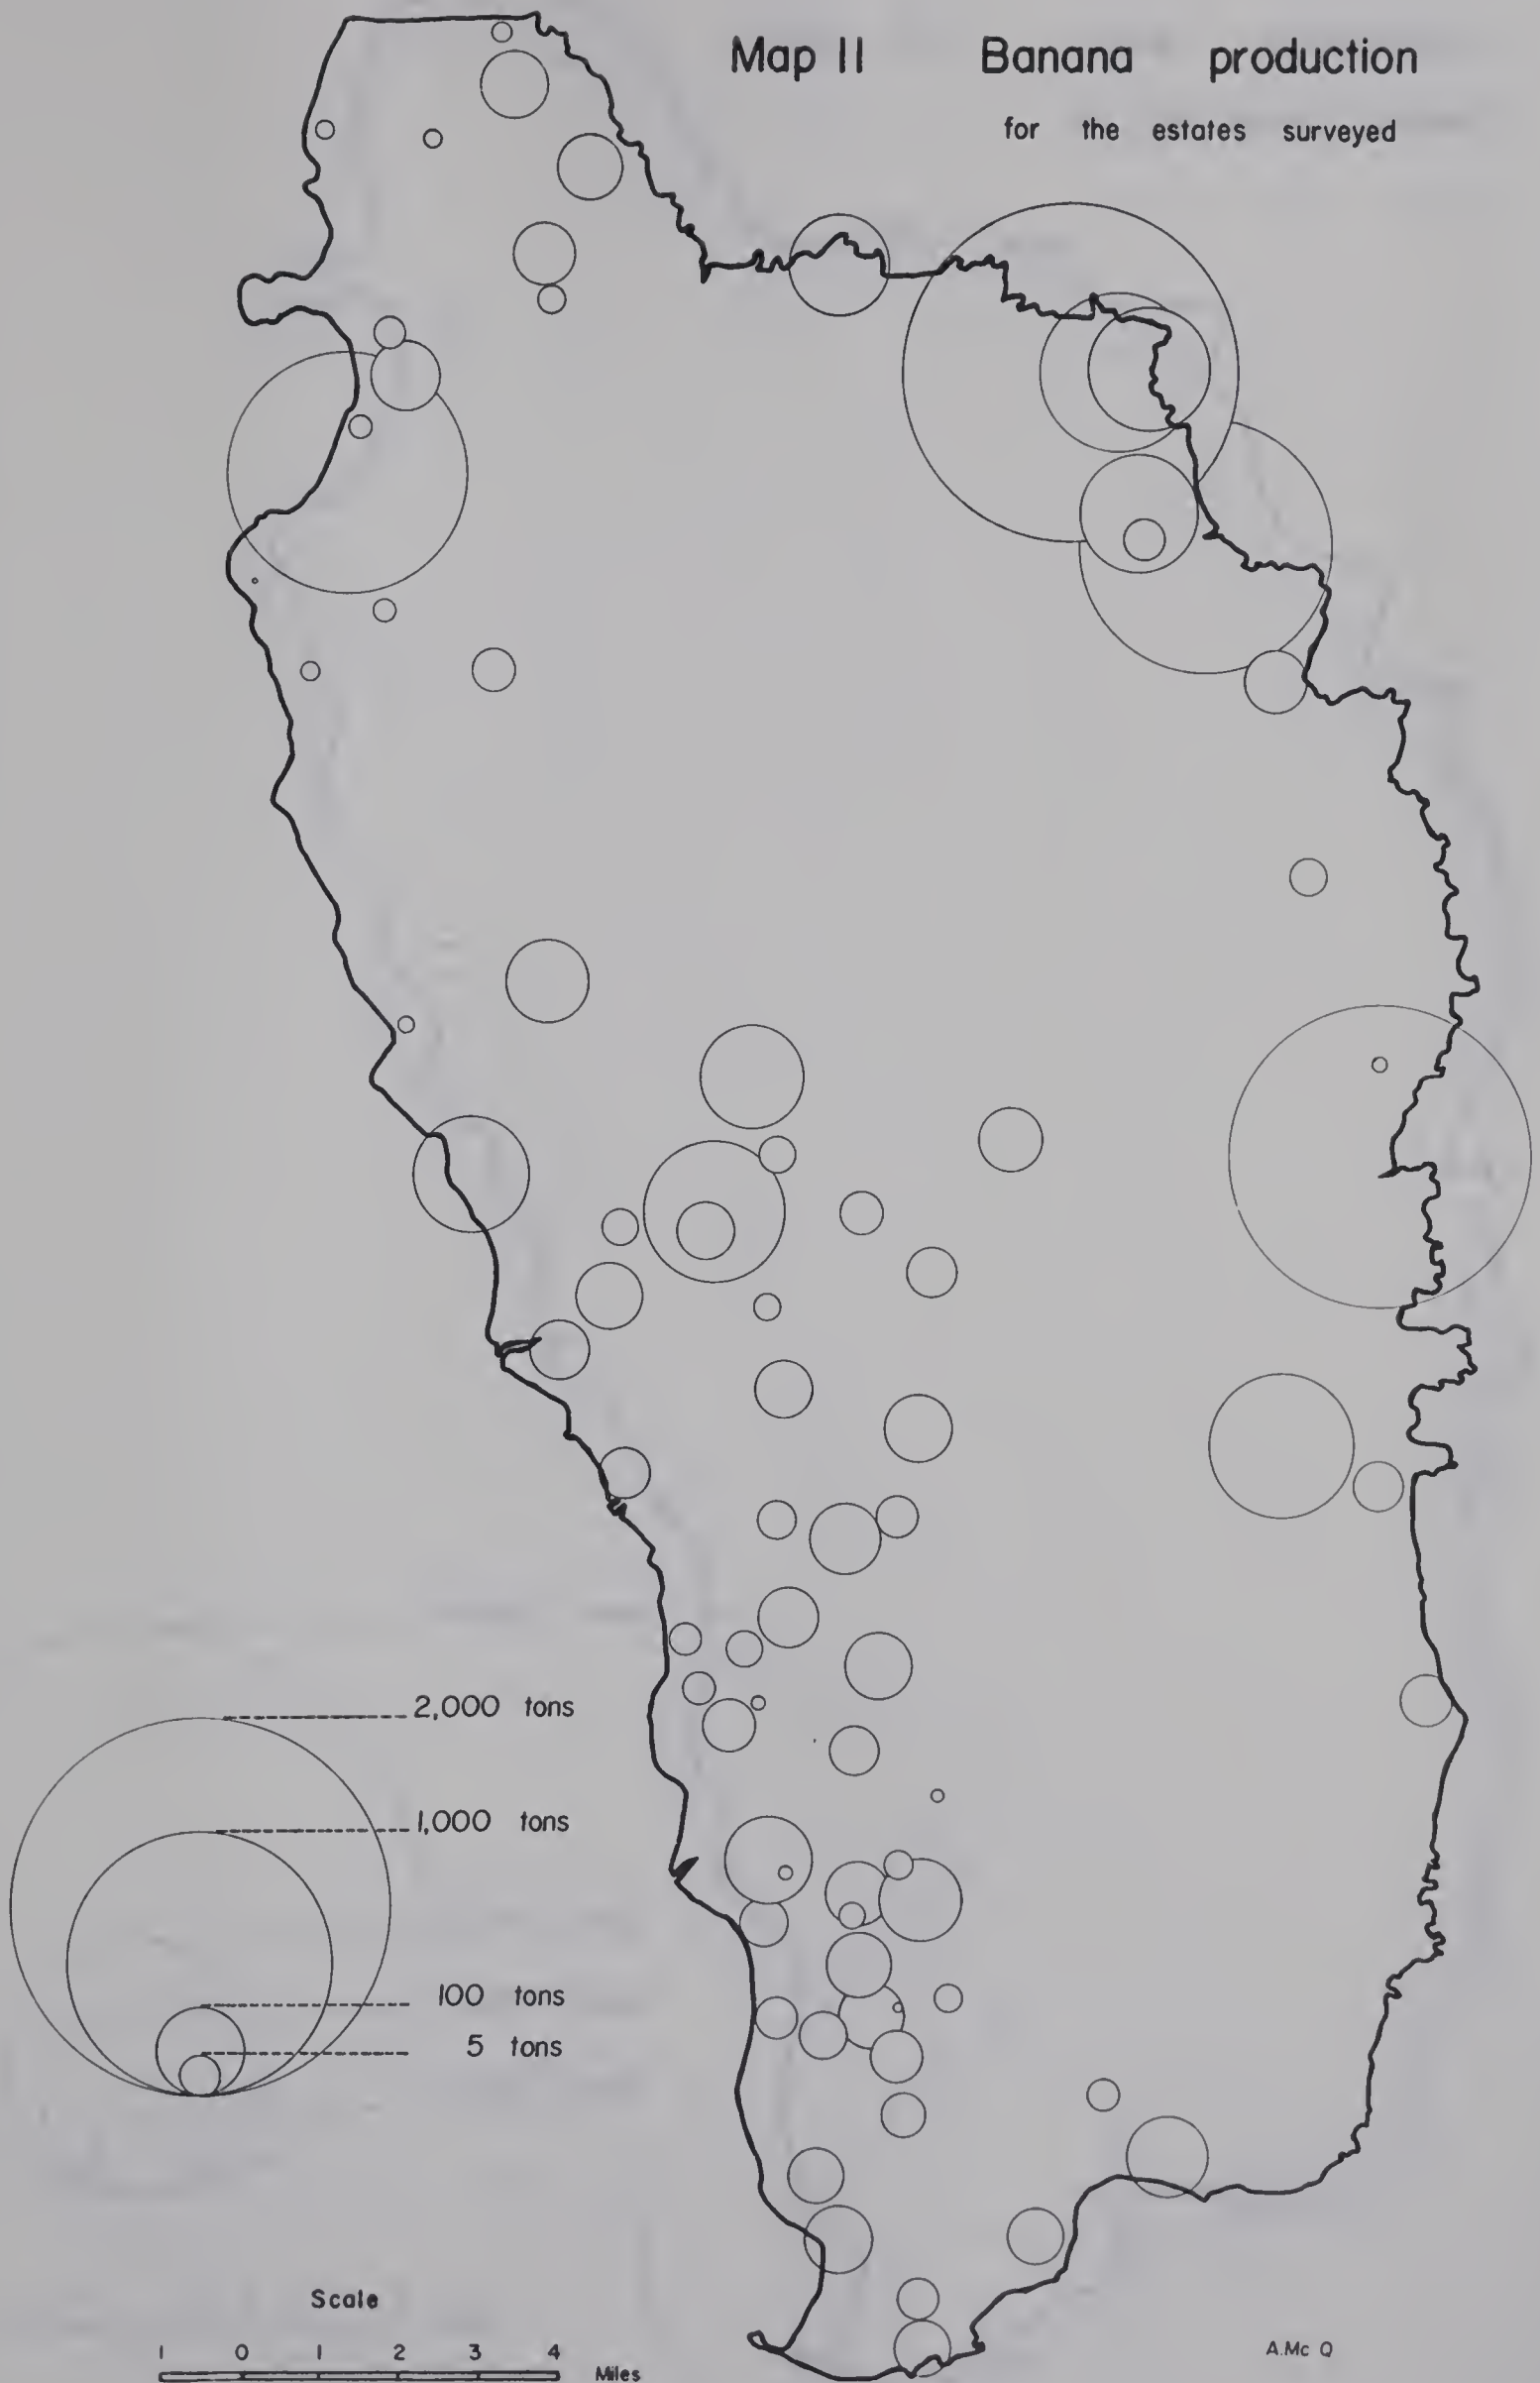 Map II Banana production
for the estates surveyed
2,000 tons
1,000 tons
100 tons
5 tons
Scale
1 0 1 2 3 4
Miles
A.Mc Q